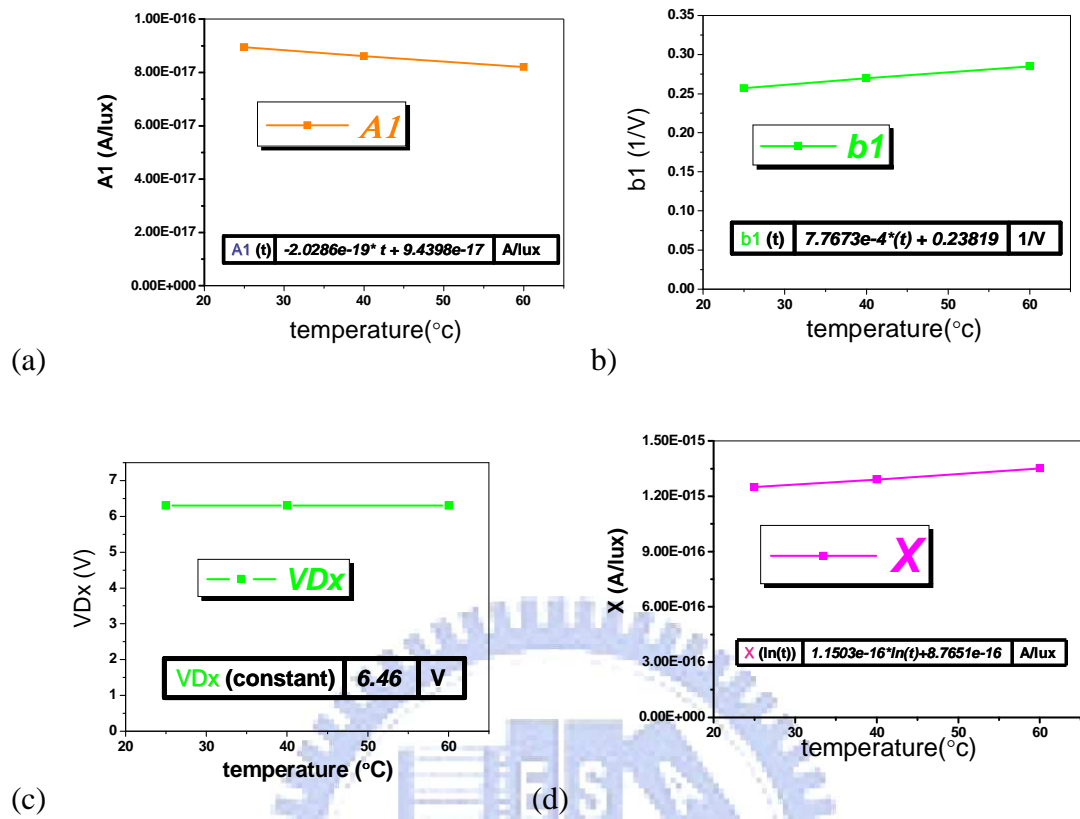 1.00E-016
8.00E-017
6.00E-017
4.00E-017
2.00E-017
0.00E+000
A1 (A/lux)
A1
A1 (t) -2.0286e-19* t + 9.4398e-17 A/lux
20 30 40 50 60
temperature(°c)
(a)
0.35
0.30
0.25
0.20
0.15
0.10
0.05
0.00
b1 (1/V)
b1
b1 (t) 7.7673e-4*(t) + 0.23819 1/V
20 30 40 50 60
temperature(°c)
b)
7
6
5
4
3
2
1
0
VDx (V)
VDx
VDx (constant) 6.46 V
20 30 40 50 60
temperature (°C)
(c)
1.50E-015
1.20E-015
9.00E-016
6.00E-016
3.00E-016
0.00E+000
X (A/lux)
X
X (ln(t)) 1.1503e-16*ln(t)+8.7651e-16 A/lux
20 30 40 50 60
temperature(°C)
(d)
E S A